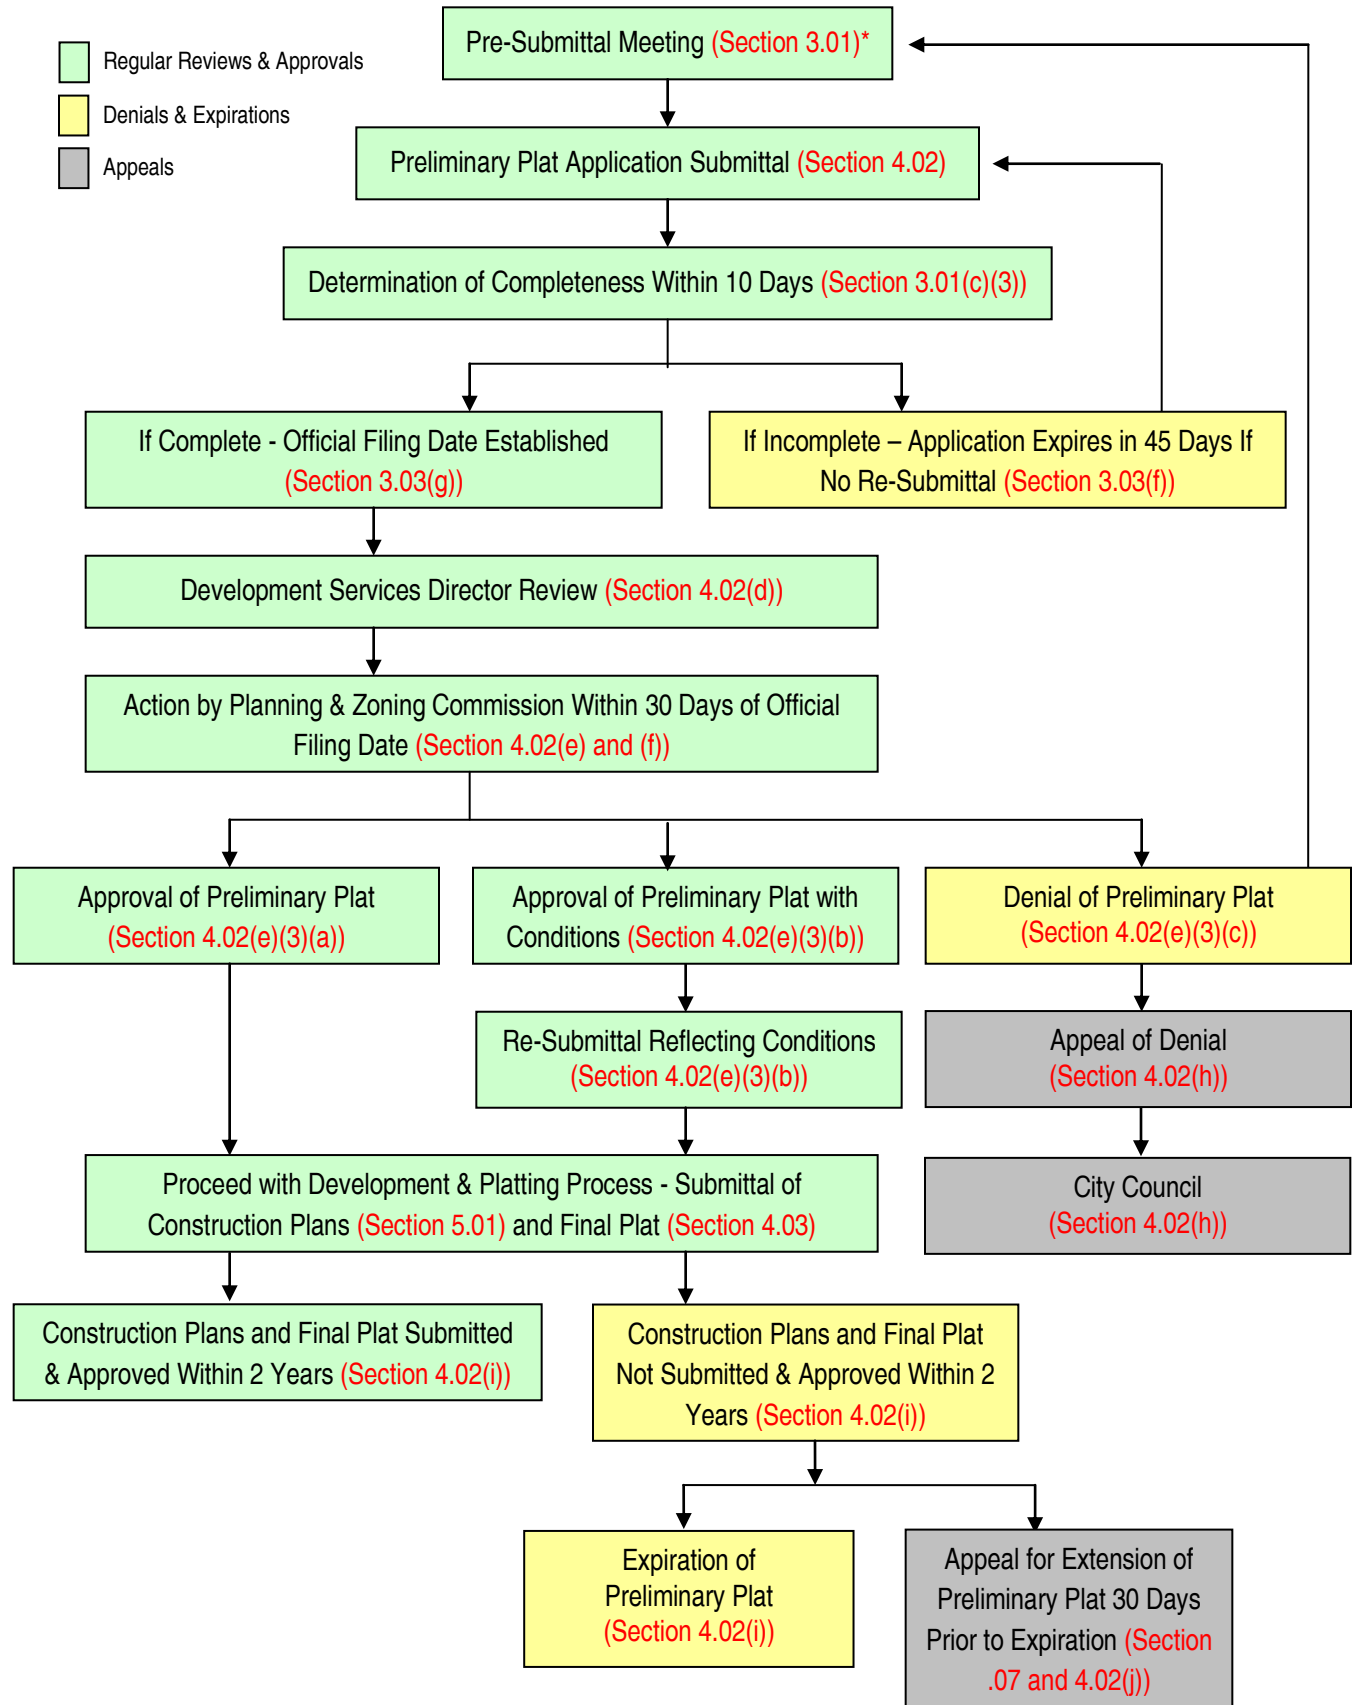 Pre-Submittal Meeting (Section 3.01)*
Regular Reviews & Approvals
Denials & Expirations
Appeals
Preliminary Plat Application Submittal (Section 4.02)
Determination of Completeness Within 10 Days (Section 3.01(c)(3))
If Complete - Official Filing Date Established
(Section 3.03(g))
If Incomplete – Application Expires in 45 Days If
No Re-Submittal (Section 3.03(f))
Development Services Director Review (Section 4.02(d))
Action by Planning & Zoning Commission Within 30 Days of Official
Filing Date (Section 4.02(e) and (f))
Approval of Preliminary Plat
(Section 4.02(e)(3)(a))
Approval of Preliminary Plat with
Conditions (Section 4.02(e)(3)(b))
Denial of Preliminary Plat
(Section 4.02(e)(3)(c))
Re-Submittal Reflecting Conditions
(Section 4.02(e)(3)(b))
Appeal of Denial
(Section 4.02(h))
Proceed with Development & Platting Process - Submittal of
Construction Plans (Section 5.01) and Final Plat (Section 4.03)
City Council
(Section 4.02(h))
Construction Plans and Final Plat Submitted
& Approved Within 2 Years (Section 4.02(i))
Construction Plans and Final Plat
Not Submitted & Approved Within 2
Years (Section 4.02(i))
Expiration of
Preliminary Plat
(Section 4.02(i))
Appeal for Extension of
Preliminary Plat 30 Days
Prior to Expiration (Section
.07 and 4.02(j))